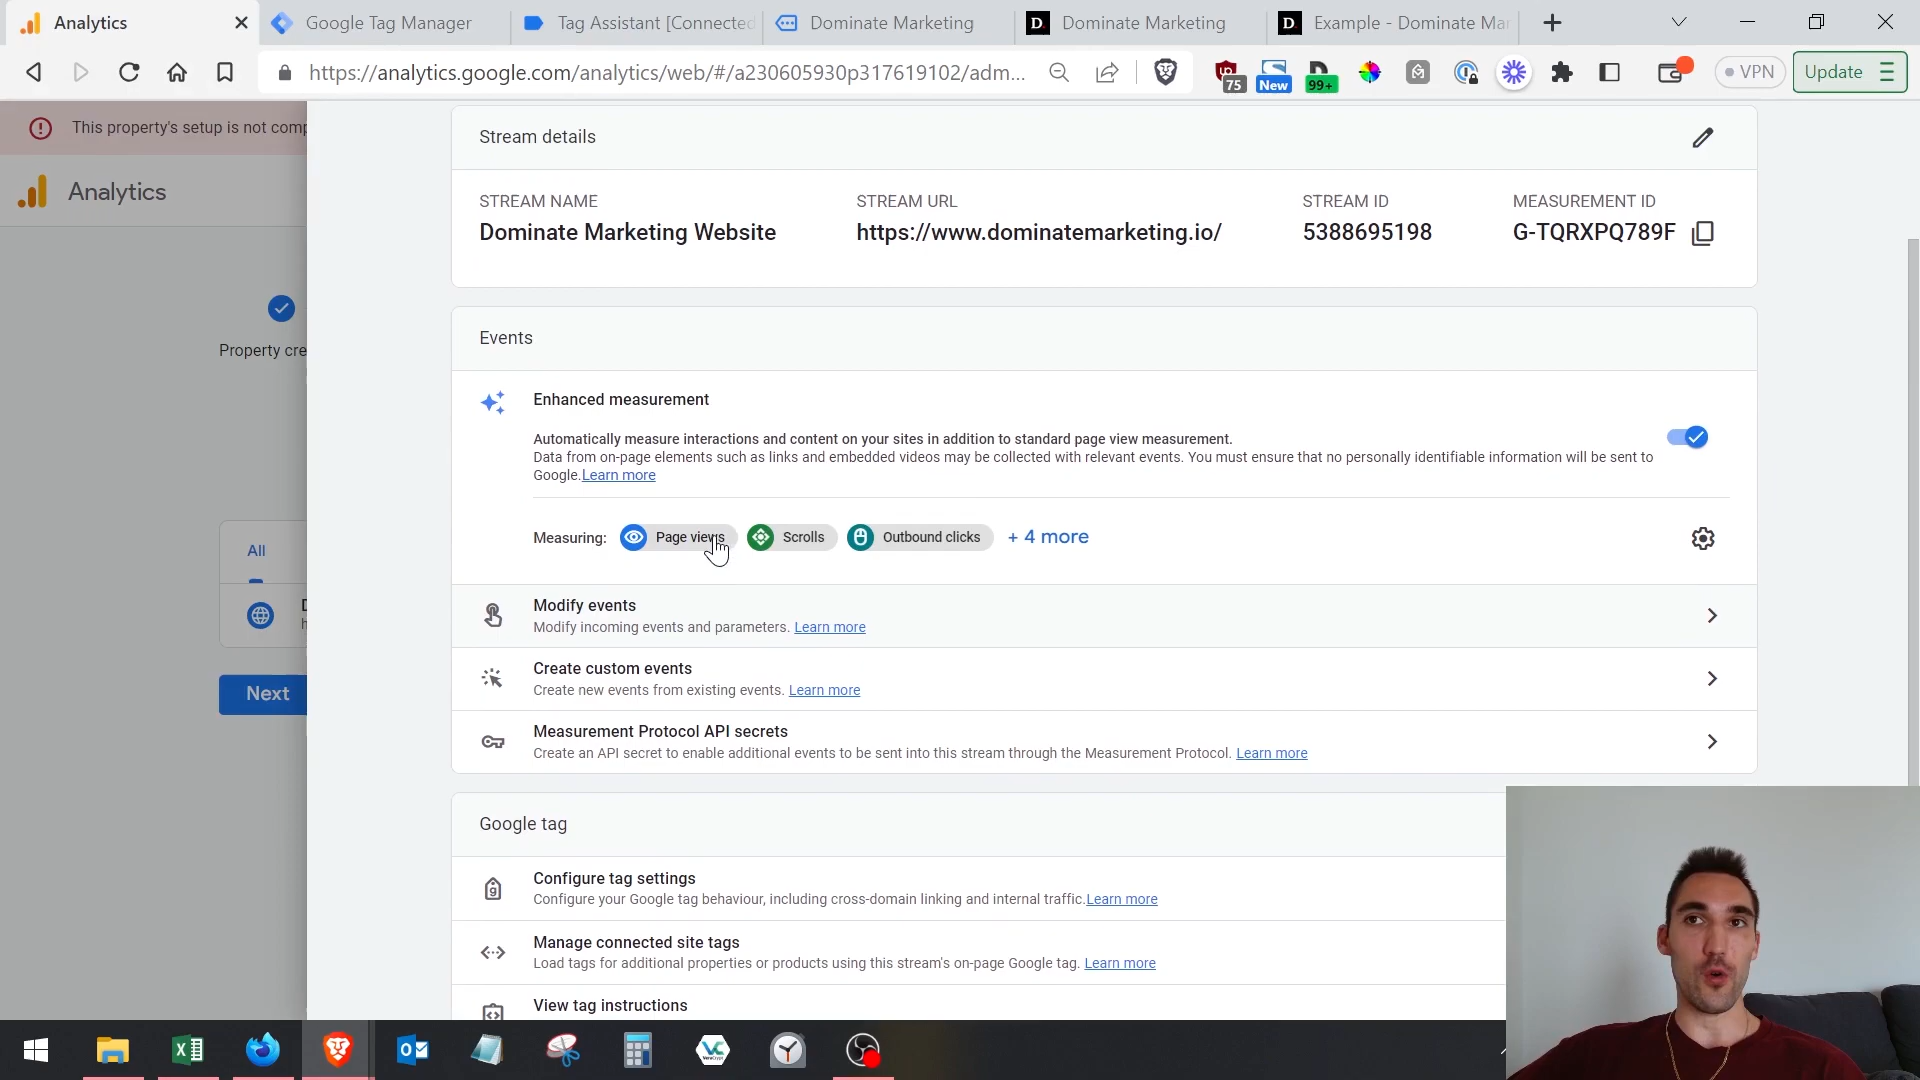 Analytics
Google Tag Manager
Tag Assistant [Connected
Dominate Marketing
Dominate Marketing
Example - Dominate Mar
https://analytics.google.com/analytics/web/#/a230605930p317619102/adm...
75
New
99+
VPN
Update
This property's setup is not comp
Analytics
Property cre
All
Next
Stream details
STREAM NAME
STREAM URL
STREAM ID
MEASUREMENT ID
Dominate Marketing Website
https://www.dominatemarketing.io/
5388695198
G-TQRXPQ789F
Events
Enhanced measurement
Automatically measure interactions and content on your sites in addition to standard page view measurement.
Data from on-page elements such as links and embedded videos may be collected with relevant events. You must ensure that no personally identifiable information will be sent to
Google.Learn more
Measuring:
Page views
Scrolls
Outbound clicks
+ 4 more
Modify events
Modify incoming events and parameters. Learn more
Create custom events
Create new events from existing events. Learn more
Measurement Protocol API secrets
Create an API secret to enable additional events to be sent into this stream through the Measurement Protocol. Learn more
Google tag
Configure tag settings
Configure your Google tag behaviour, including cross-domain linking and internal traffic.Learn more
Manage connected site tags
Load tags for additional properties or products using this stream's on-page Google tag. Learn more
View tag instructions